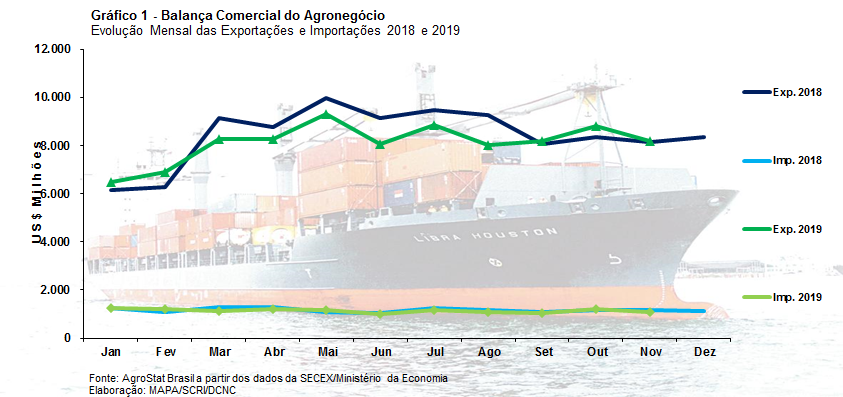 Gráfico 1 - Balança Comercial do Agronegócio
Evolução Mensal das Exportações e Importações 2018 e 2019
US$ Milhões
12.000
10.000
8.000
6.000
4.000
2.000
0
Jan Fev Mar Abr Mai Jun Jul Ago Set Out Nov Dez
Exp. 2018
Imp. 2018
Exp. 2019
Imp. 2019
LIBRA HOUSTON
Fonte: AgroStat Brasil a partir dos dados da SECEX/Ministério da Economia
Elaboração: MAPA/SCRI/DCNC